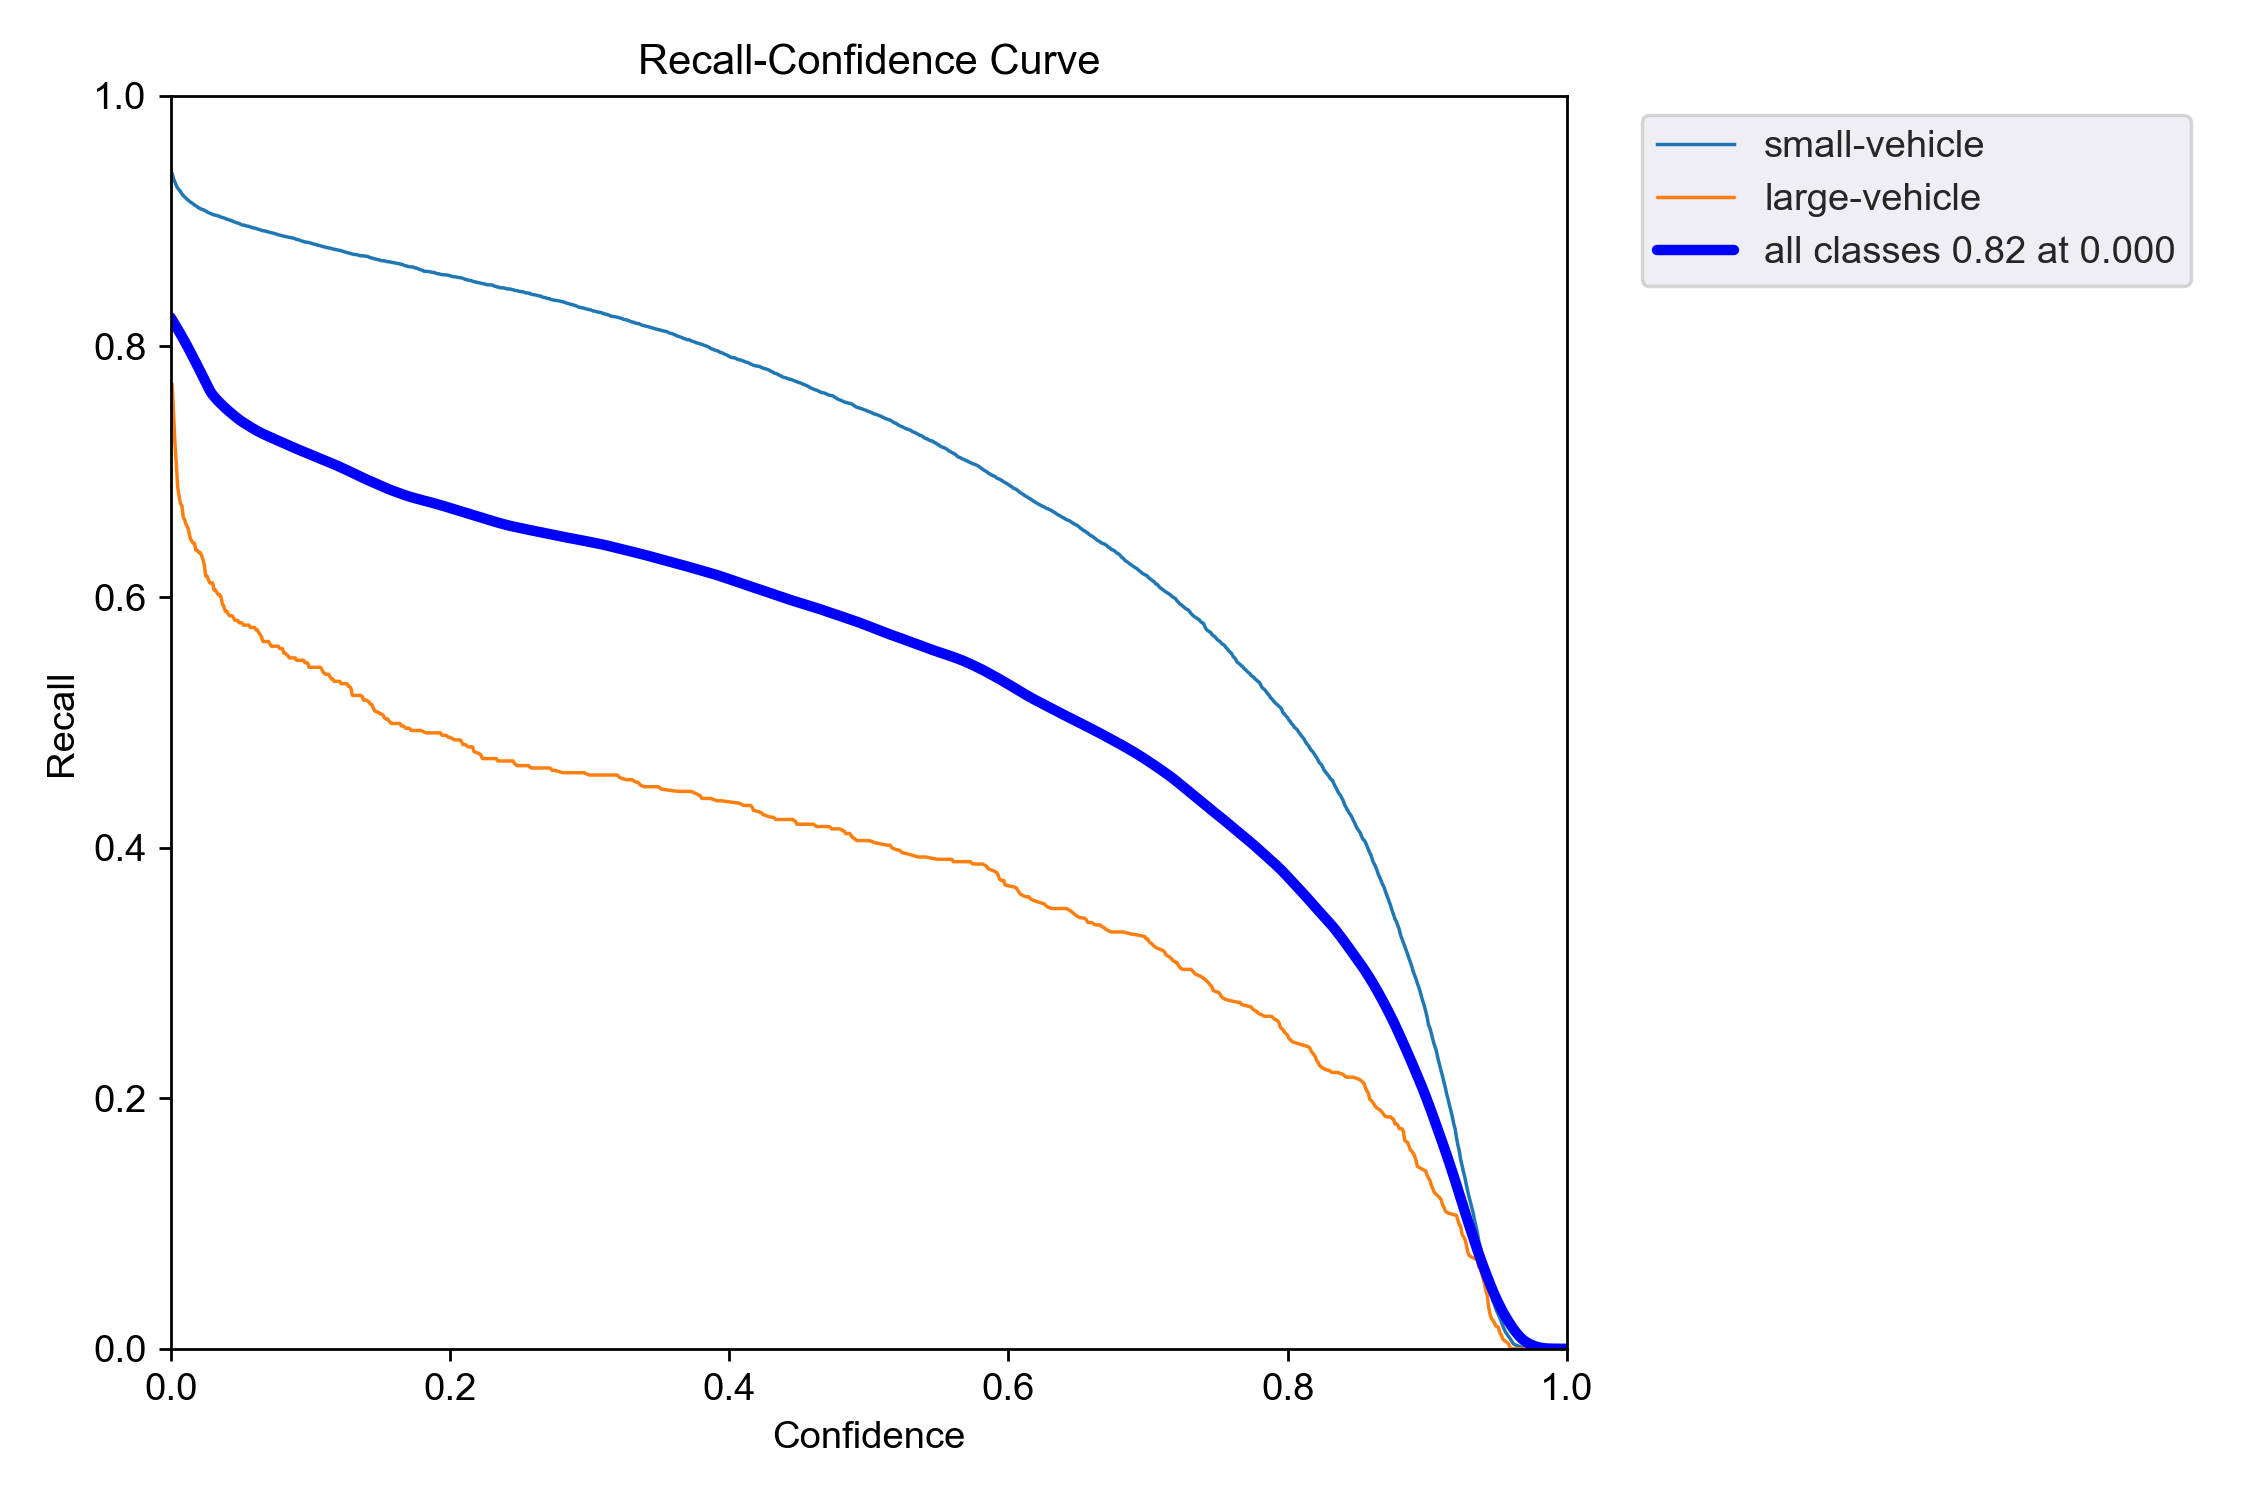 Recall-Confidence Curve
1.0
0.8
0.6
0.4
0.2
0.0
Recall
0.0 0.2 0.4 0.6 0.8 1.0
Confidence
small-vehicle
large-vehicle
all classes 0.82 at 0.000